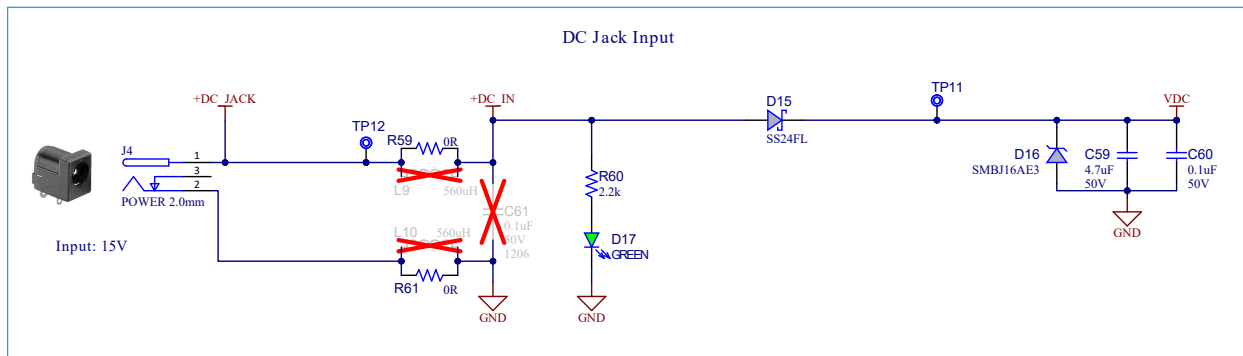 DC Jack Input
+DC_JACK
+DC_IN
TP11
VDC
D15
SS24FL
TP12
R59
0R
J4
1
3
2
POWER 2.0mm
L9
560uH
C61
0.1uF
50V
1206
R60
2.2k
D16
SMBJ16AE3
C59
4.7uF
50V
C60
0.1uF
50V
Input: 15V
L10
560uH
R61
0R
D17
GREEN
GND
GND
GND